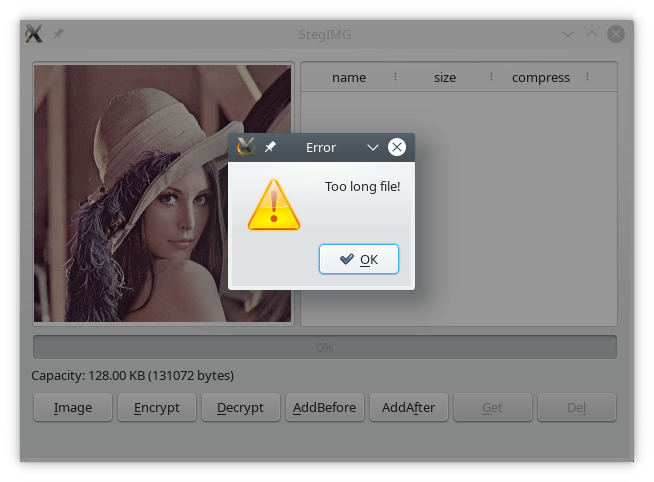 StegIMG
name size compress
Error
Too long file!
OK
0%
Capacity: 128.00 KB (131072 bytes)
Image Encrypt Decrypt AddBefore AddAfter Get Del